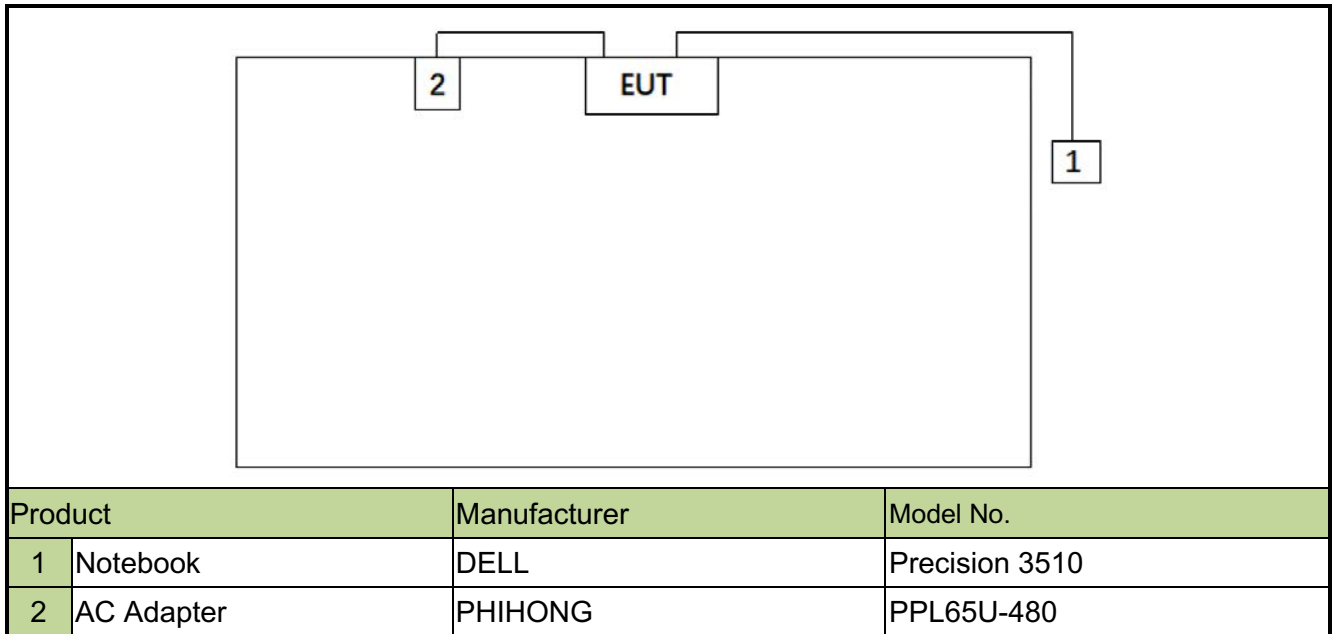 2 EUT
1
Product Manufacturer Model No.
1 Notebook DELL Precision 3510
2 AC Adapter PHIHONG PPL65U-480